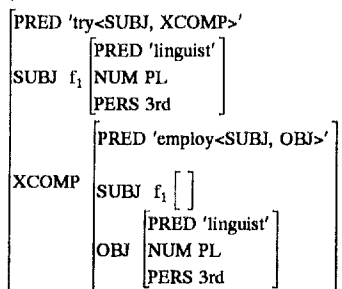 PRED 'try<SUBJ, XCOMP>'
PRED 'linguist'
SUBJ f₁ NUM PL
PERS 3rd
PRED 'employ<SUBJ, OBJ>'
XCOMP SUBJ f₁ [ ]
PRED 'linguist'
OBJ NUM PL
PERS 3rd